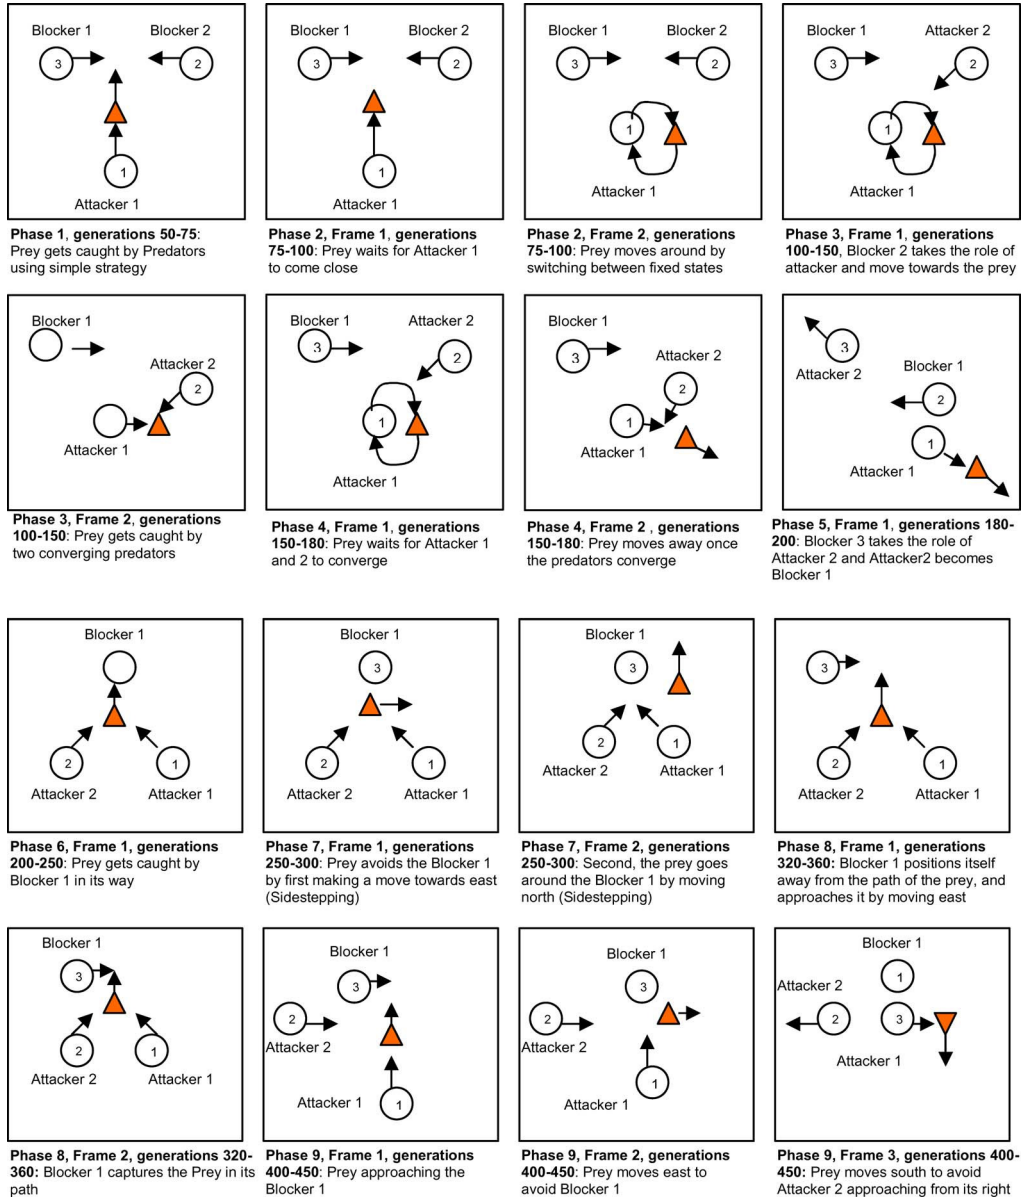 Blocker 1
Blocker 2
3
2
1
Attacker 1
Phase 1, generations 50-75:
Prey gets caught by Predators
using simple strategy
Blocker 1
Blocker 2
3
2
1
Attacker 1
Phase 2, Frame 1, generations
75-100: Prey waits for Attacker 1
to come close
Blocker 1
Blocker 2
3
2
1
Attacker 1
Phase 2, Frame 2, generations
75-100: Prey moves around by
switching between fixed states
Blocker 1
Attacker 2
3
2
1
Attacker 1
Phase 3, Frame 1, generations
100-150, Blocker 2 takes the role of
attacker and move towards the prey
Blocker 1
Attacker 2
2
Attacker 1
Phase 3, Frame 2, generations
100-150: Prey gets caught by
two converging predators
Blocker 1
Attacker 2
3
2
1
Attacker 1
Phase 4, Frame 1, generations
150-180: Prey waits for Attacker 1
and 2 to converge
Blocker 1
3
Attacker 2
2
1
Attacker 1
Phase 4, Frame 2 , generations
150-180: Prey moves away once
the predators converge
3
Attacker 2
Blocker 1
2
1
Attacker 1
Phase 5, Frame 1, generations 180-
200: Blocker 3 takes the role of
Attacker 2 and Attacker2 becomes
Blocker 1
Blocker 1
2
1
Attacker 2
Attacker 1
Phase 6, Frame 1, generations
200-250: Prey gets caught by
Blocker 1 in its way
Blocker 1
3
2
1
Attacker 2
Attacker 1
Phase 7, Frame 1, generations
250-300: Prey avoids the Blocker 1
by first making a move towards east
(Sidestepping)
Blocker 1
3
2
1
Attacker 2
Attacker 1
Phase 7, Frame 2, generations
250-300: Second, the prey goes
around the Blocker 1 by moving
north (Sidestepping)
3
2
1
Attacker 2
Attacker 1
Phase 8, Frame 1, generations
320-360: Blocker 1 positions itself
away from the path of the prey, and
approaches it by moving east
Blocker 1
3
2
1
Attacker 2
Attacker 1
Phase 8, Frame 2, generations 320-
360: Blocker 1 captures the Prey in its
path
Blocker 1
3
2
Attacker 2
Attacker 1
1
Phase 9, Frame 1, generations
400-450: Prey approaching the
Blocker 1
Blocker 1
3
2
Attacker 2
1
Attacker 1
Phase 9, Frame 2, generations
400-450: Prey moves east to
avoid Blocker 1
Blocker 1
1
Attacker 2
2
3
Attacker 1
Phase 9, Frame 3, generations 400-
450: Prey moves south to avoid
Attacker 2 approaching from its right